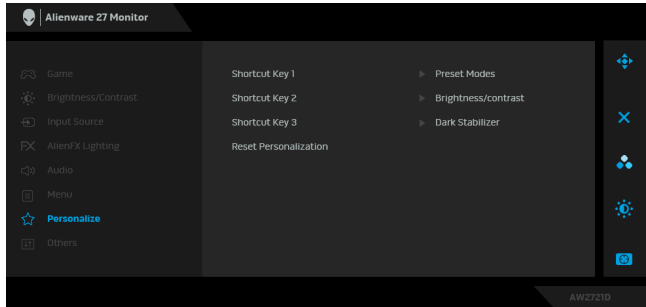 Alienware 27 Monitor
Game
Brightness/Contrast
Input Source
FX AlienFX Lighting
Audio
Menu
Personalize
Others
Shortcut Key 1 Preset Modes
Shortcut Key 2 Brightness/contrast
Shortcut Key 3 Dark Stabilizer
Reset Personalization
AW2721D